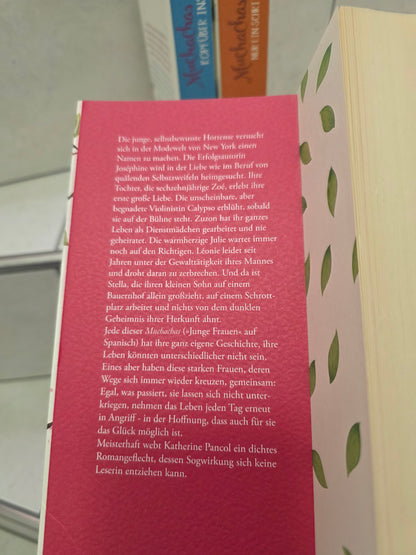 Muchachas
KOPFÜBER INS
Muchachas
NUR EIN SCHRI
Die junge, selbstbewusste Hortense versucht
sich in der Modewelt von New York einen
Namen zu machen. Die Erfolgsautorin
Joséphine wird in der Liebe wie im Beruf von
quälenden Selbstzweifeln heimgesucht. Ihre
Tochter, die sechzehnjährige Zoé, erlebt ihre
erste große Liebe. Die unscheinbare, aber
begnadete Violinistin Calypso erblüht, sobald
sie auf der Bühne steht. Zuzon hat ihr ganzes
Leben als Dienstmädchen gearbeitet und nie
geheiratet. Die warmherzige Julie wartet immer
noch auf den Richtigen. Léonie leidet seit
Jahren unter der Gewalttätigkeit ihres Mannes
und droht daran zu zerbrechen. Und da ist
Stella, die ihren kleinen Sohn auf einem
Bauernhof allein großzieht, auf einem Schrott-
platz arbeitet und nichts von dem dunklen
Geheimnis ihrer Herkunft ahnt.
Jede dieser Muchachas (»Junge Frauen« auf
Spanisch) hat ihre ganz eigene Geschichte, ihre
Leben könnten unterschiedlicher nicht sein.
Eines aber haben diese starken Frauen, deren
Wege sich immer wieder kreuzen, gemeinsam:
Egal, was passiert, sie lassen sich nicht unter-
kriegen, nehmen das Leben jeden Tag erneut
in Angriff - in der Hoffnung, dass auch für sie
das Glück möglich ist.
Meisterhaft webt Katherine Pancol ein dichtes
Romangeflecht, dessen Sogwirkung sich keine
Leserin entziehen kann.